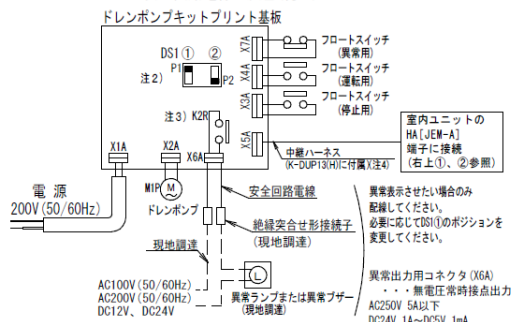 ドレンポンプキットプリント基板
DS1 ① ②
P1
P2
注2)
注3) K2R
X7A
X4A
X3A
X5A
X1A
X2A
X6A
フロートスイッチ
(異常用)
フロートスイッチ
(運転用)
フロートスイッチ
(停止用)
室内ユニットの
HA[JEM-A]
端子に接続
(右上①、②参照)
中継ハーネス
(K-DUP13(H)に付属)(注4)
電 源
200V(50/60Hz)
M1P
M
ドレンポンプ
安全回路電線
絶縁突合せ形接続子
(現地調達)
現地調達
AC100V(50/60Hz)
AC200V(50/60Hz)
DC12V、DC24V
L
異常ランプまたは異常ブザー
(現地調達)
異常表示させたい場合のみ
配線してください。
必要に応じてDS1①のポジションを
変更してください。
異常出力用コネクタ(X6A)
・・・無電圧常時接点出力
AC250V 5A以下
DC24V 1A~DC5V 1mA